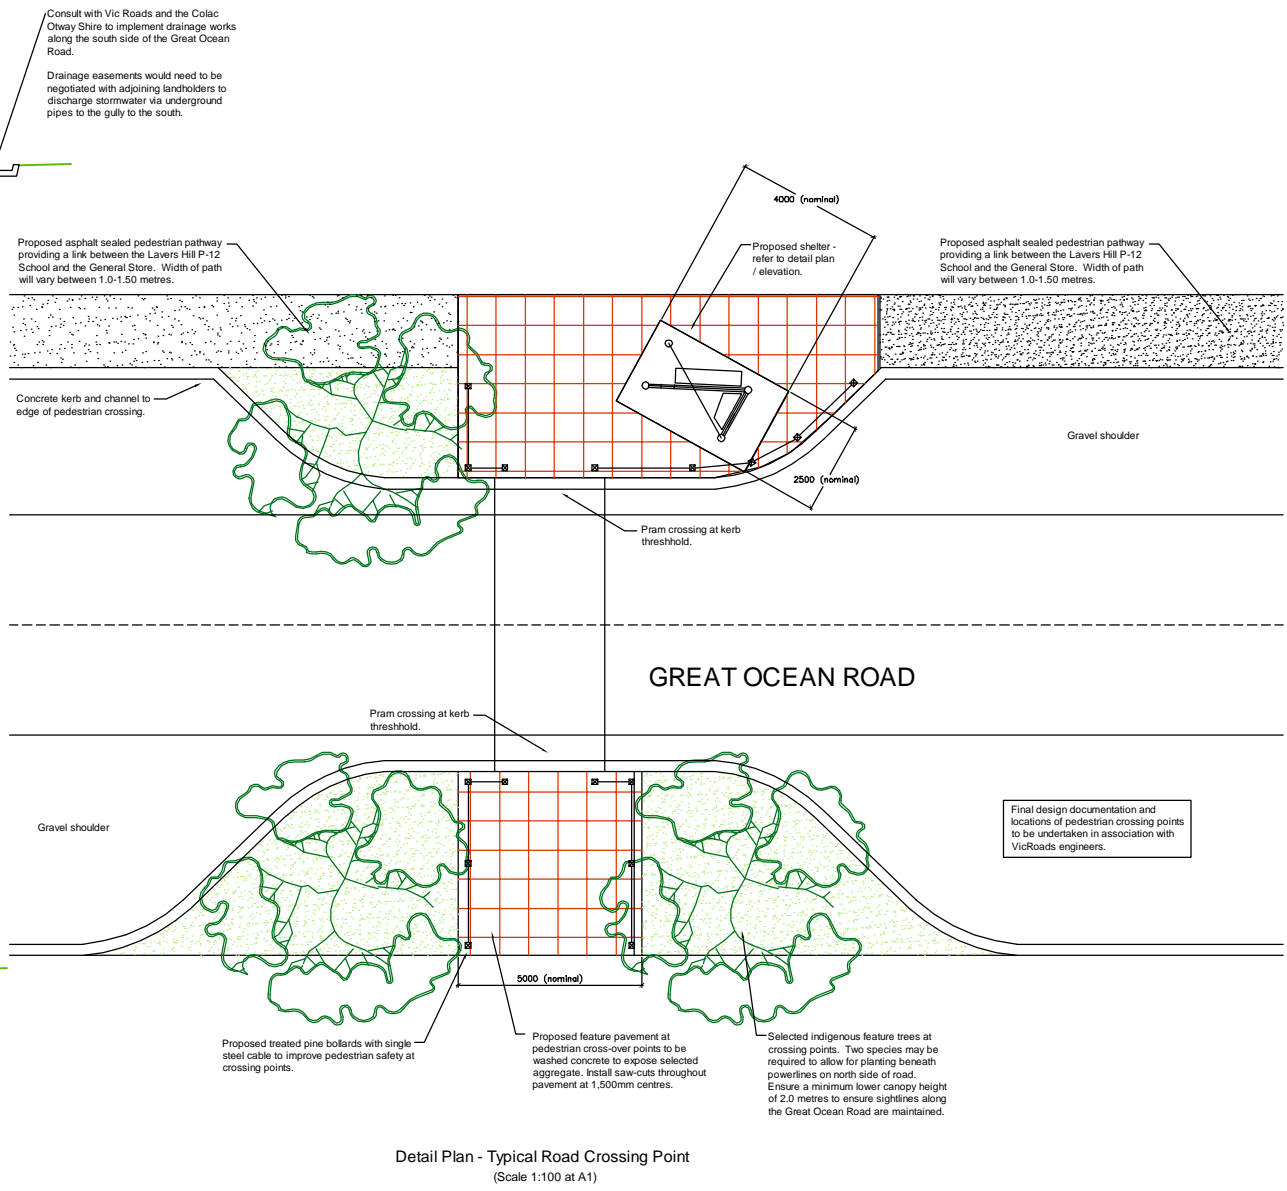 Consult with Vic Roads and the Colac
Otway Shire to implement drainage works
along the south side of the Great Ocean
Road.
Drainage easements would need to be
negotiated with adjoining landholders to
discharge stormwater via underground
pipes to the gully to the south.
4000 (nominal)
Proposed asphalt sealed pedestrian pathway
providing a link between the Lavers Hill P-12
School and the General Store.  Width of path
will vary between 1.0-1.50 metres.
Proposed shelter -
refer to detail plan
/ elevation.
Proposed asphalt sealed pedestrian pathway
providing a link between the Lavers Hill P-12
School and the General Store.  Width of path
will vary between 1.0-1.50 metres.
Concrete kerb and channel to
edge of pedestrian crossing.
Gravel shoulder
2500 (nominal)
Pram crossing at kerb
threshhold.
GREAT OCEAN ROAD
Pram crossing at kerb
threshhold.
Gravel shoulder
Final design documentation and
locations of pedestrian crossing points
to be undertaken in association with
VicRoads engineers.
5000 (nominal)
Proposed treated pine bollards with single
steel cable to improve pedestrian safety at
crossing points.
Proposed feature pavement at
pedestrian cross-over points to be
washed concrete to expose selected
aggregate. Install saw-cuts throughout
pavement at 1,500mm centres.
Selected indigenous feature trees at
crossing points.  Two species may be
required to allow for planting beneath
powerlines on north side of road.
Ensure a minimum lower canopy height
of 2.0 metres to ensure sightlines along
the Great Ocean Road are maintained.
Detail Plan - Typical Road Crossing Point
(Scale 1:100 at A1)